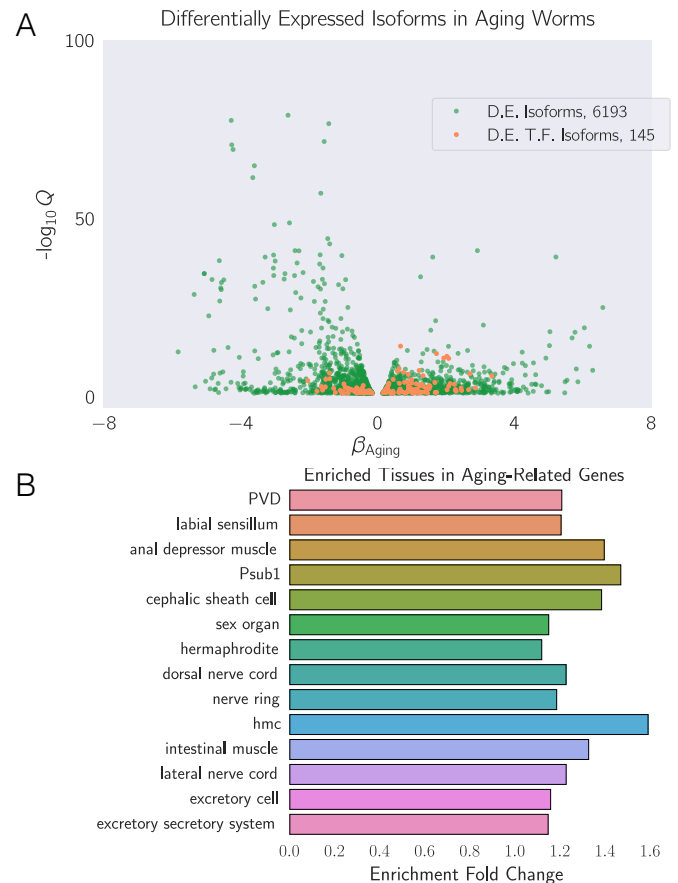 A
Differentially Expressed Isoforms in Aging Worms
100
D.E. Isoforms, 6193
D.E. T.F. Isoforms, 145
-log10 Q
50
0
−8
−4
0
4
8
βAging
B
Enriched Tissues in Aging-Related Genes
PVD
labial sensillum
anal depressor muscle
Psub1
cephalic sheath cell
sex organ
hermaphrodite
dorsal nerve cord
nerve ring
hmc
intestinal muscle
lateral nerve cord
excretory cell
excretory secretory system
0.0 0.2 0.4 0.6 0.8 1.0 1.2 1.4 1.6
Enrichment Fold Change